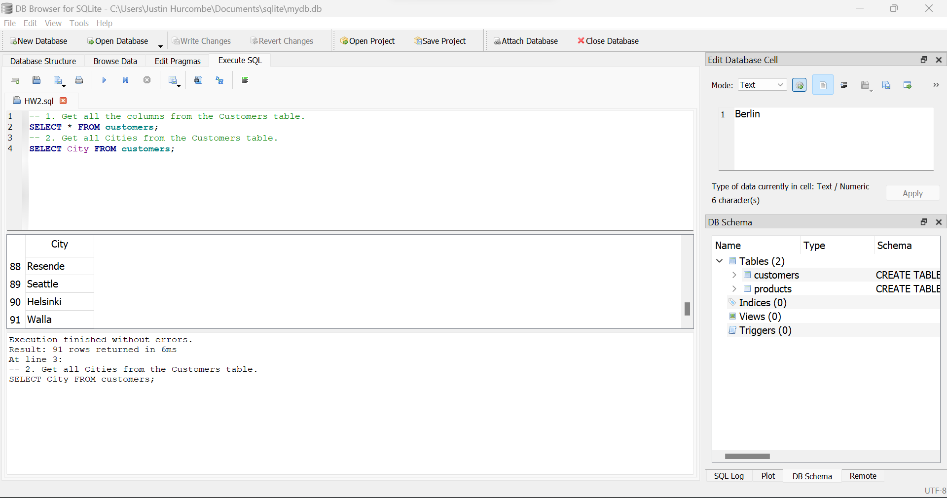 DB Browser for SQLite - C:\Users\Justin Hurcombe\Documents\sqlite\mydb.db
File Edit View Tools Help
New Database Open Database Write Changes Revert Changes Open Project Save Project Attach Database Close Database
Database Structure Browse Data Edit Pragmas Execute SQL
HW2.sql
1 -- 1. Get all the columns from the Customers table.
2 SELECT * FROM customers;
3 -- 2. Get all Cities from the Customers table.
4 SELECT City FROM customers;
City
88 Resende
89 Seattle
90 Helsinki
91 Walla
Execution finished without errors.
Result: 91 rows returned in 6ms
At line 3:
-- 2. Get all Cities from the Customers table.
SELECT City FROM customers;
Edit Database Cell
Mode: Text
1 Berlin
Type of data currently in cell: Text / Numeric
6 character(s)
Apply
DB Schema
Name Type Schema
Tables (2)
customers CREATE TABLE
products CREATE TABLE
Indices (0)
Views (0)
Triggers (0)
SQL Log Plot DB Schema Remote
UTF-8